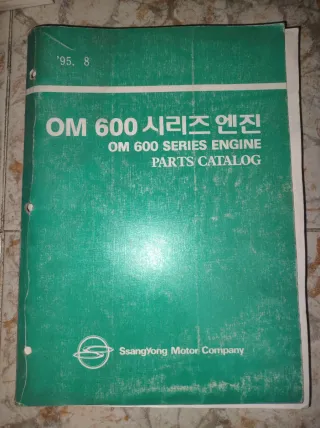 '95. 8
OM 600 시리즈 엔진
OM 600 SERIES ENGINE
PARTS CATALOG
SsangYong Motor Company